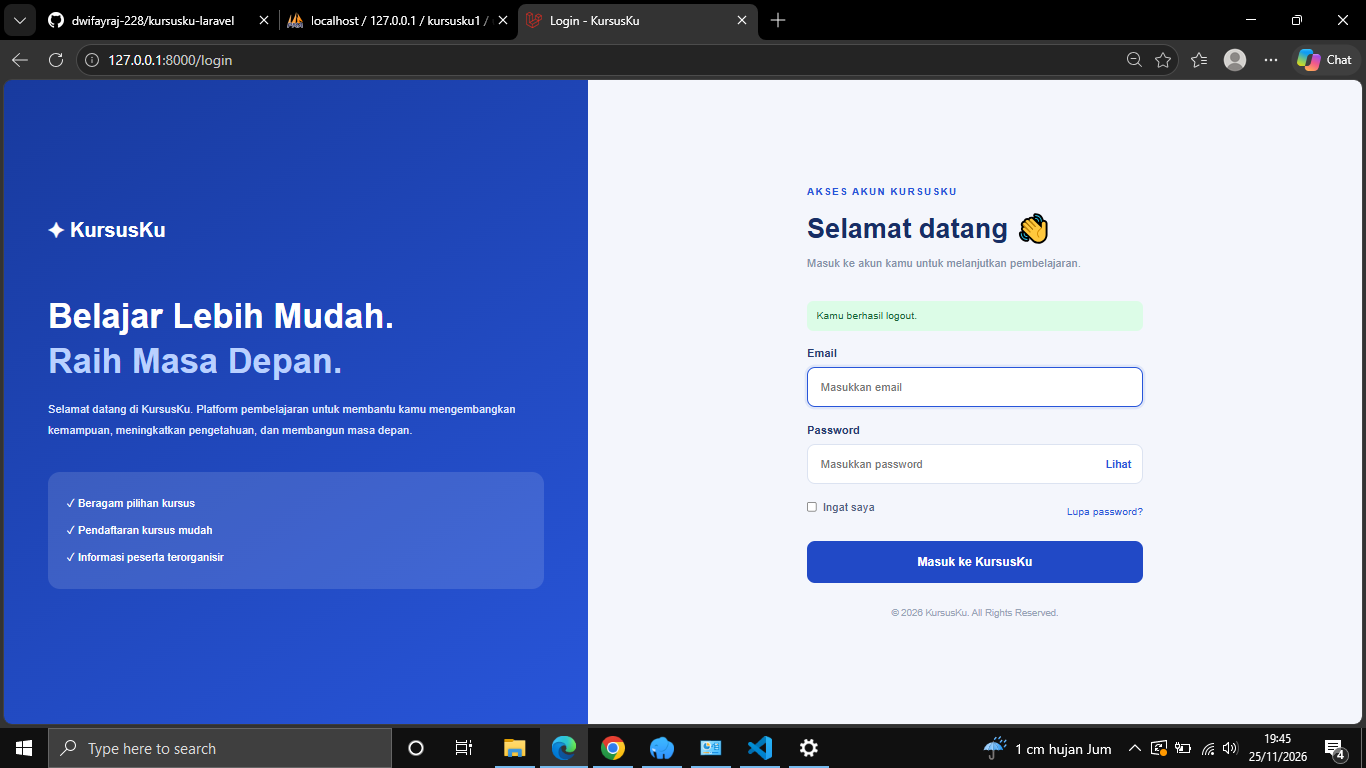 dwifayraj-228/kursusku-laravel
localhost / 127.0.0.1 / kursusku1 /
Login - KursusKu
127.0.0.1:8000/login
Chat
✦ KursusKu
Belajar Lebih Mudah.
Raih Masa Depan.
Selamat datang di KursusKu. Platform pembelajaran untuk membantu kamu mengembangkan
kemampuan, meningkatkan pengetahuan, dan membangun masa depan.
✓ Beragam pilihan kursus
✓ Pendaftaran kursus mudah
✓ Informasi peserta terorganisir
AKSES AKUN KURSUSKU
Selamat datang 👋
Masuk ke akun kamu untuk melanjutkan pembelajaran.
Kamu berhasil logout.
Email
Masukkan email
Password
Masukkan password
Lihat
Ingat saya
Lupa password?
Masuk ke KursusKu
© 2026 KursusKu. All Rights Reserved.
Type here to search
1 cm hujan Jum
19:45
25/11/2026
4